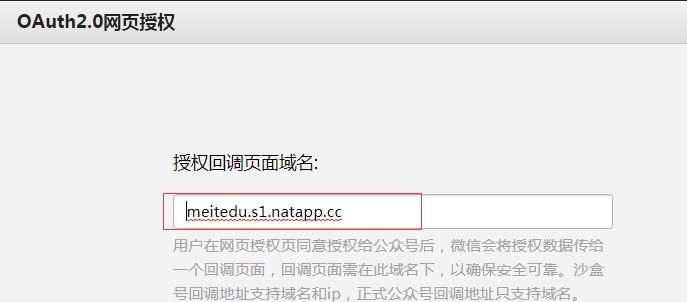 OAuth2.0网页授权
授权回调页面域名:
meitedu.s1.natapp.cc
用户在网页授权页同意授权给公众号后，微信会将授权数据传给
一个回调页面，回调页面需在此域名下，以确保安全可靠。沙盒
号回调地址支持域名和ip，正式公众号回调地址只支持域名。